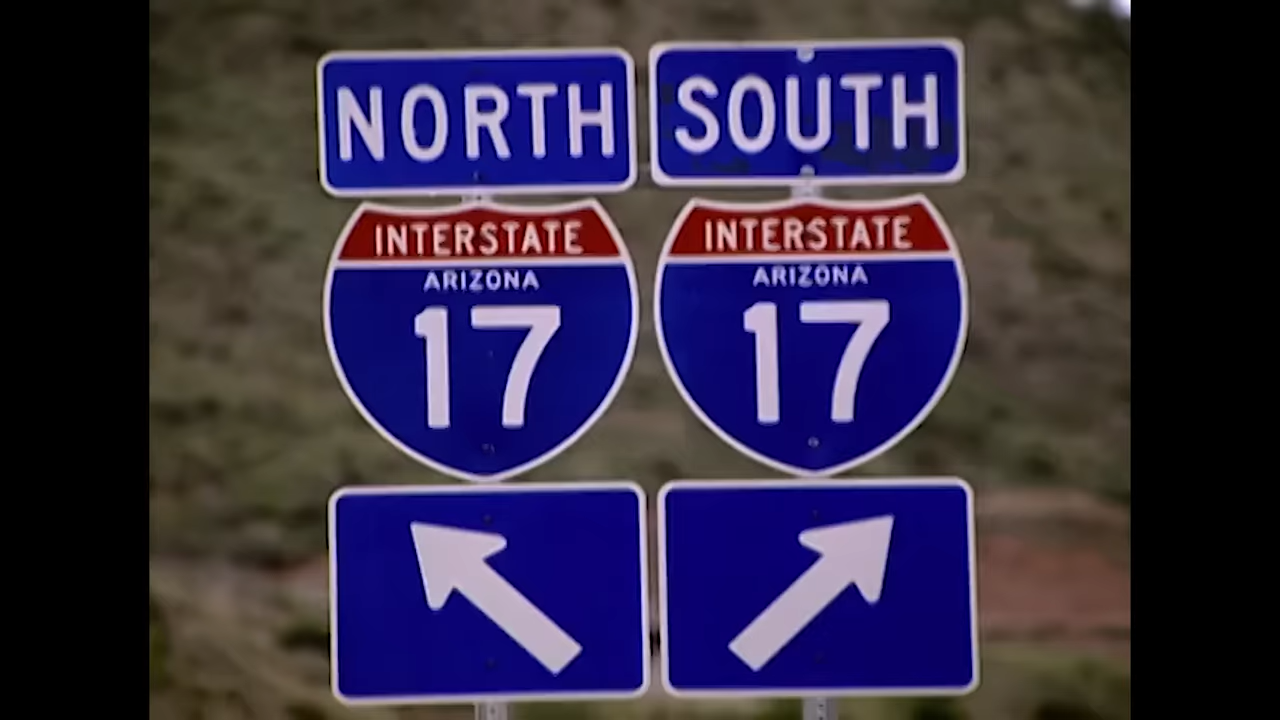 NORTH
SOUTH
INTERSTATE
ARIZONA
17
INTERSTATE
ARIZONA
17